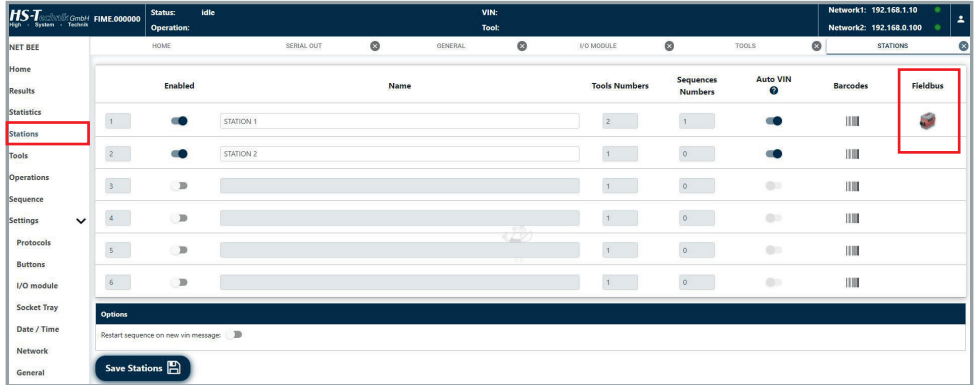 HS-Technik GmbH
High - System - Technik
FIME.000000
Status: idle
Operation:
VIN:
Tool:
Network1: 192.168.1.10
Network2: 192.168.0.100
NET BEE
HOME
SERIAL OUT
GENERAL
I/O MODULE
TOOLS
STATIONS
Home
Results
Statistics
Stations
Tools
Operations
Sequence
Settings
Protocols
Buttons
I/O module
Socket Tray
Date / Time
Network
General
Enabled Name Tools Numbers Sequences Numbers Auto VIN Barcodes Fieldbus
1 STATION 1 2 1
2 STATION 2 1 0
3 1 0
4 1 0
5 1 0
6 1 0
Options
Restart sequence on new vin message:
Save Stations